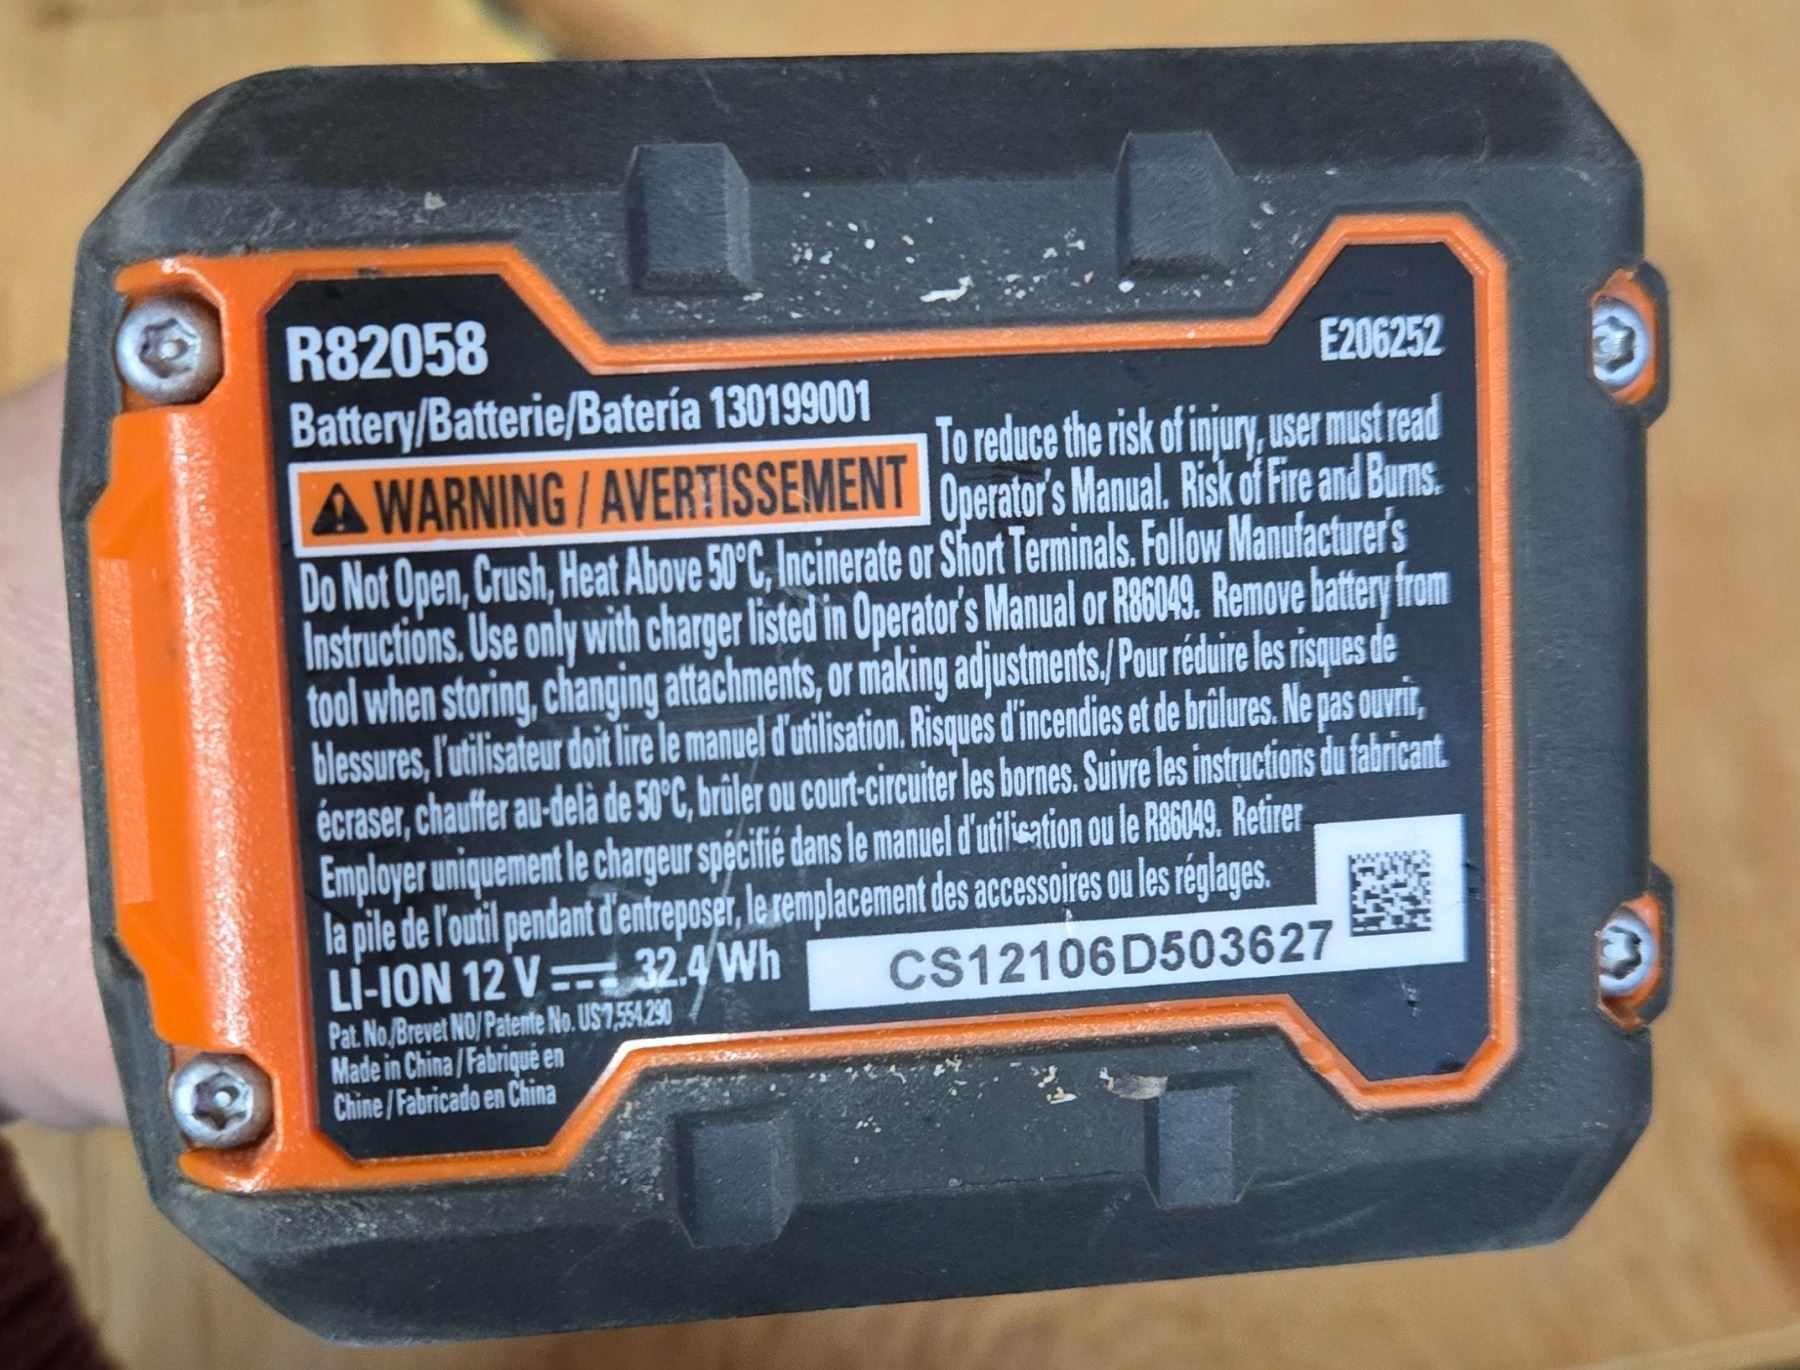 R82058
E206252
Battery/Batterie/Batería 130199001
WARNING / AVERTISSEMENT
To reduce the risk of injury, user must read
Operator's Manual. Risk of Fire and Burns.
Do Not Open, Crush, Heat Above 50°C, Incinerate or Short Terminals. Follow Manufacturer's
Instructions. Use only with charger listed in Operator's Manual or R86049. Remove battery from
tool when storing, changing attachments, or making adjustments./ Pour réduire les risques de
blessures, l'utilisateur doit lire le manuel d'utilisation. Risques d'incendies et de brûlures. Ne pas ouvrir,
écraser, chauffer au-delà de 50°C, brûler ou court-circuiter les bornes. Suivre les instructions du fabricant.
Employer uniquement le chargeur spécifié dans le manuel d'utilisation ou le R86049. Retirer
la pile de l'outil pendant d'entreposer, le remplacement des accessoires ou les réglages.
LI-ION 12 V ⎓ 32.4 Wh
CS12106D503627
Pat. No./Brevet NO/ Patente No. US 7,554,290
Made in China / Fabriqué en
Chine / Fabricado en China